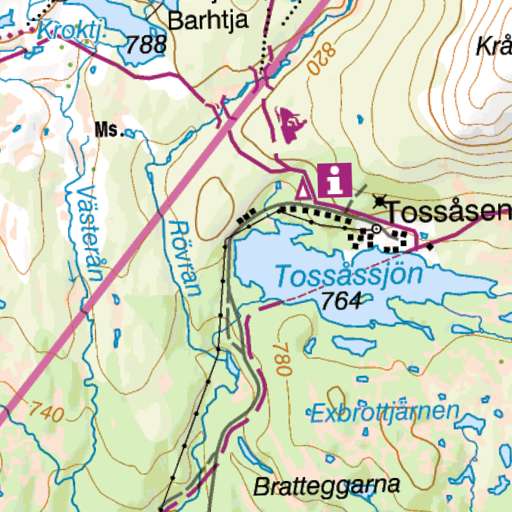 Kroktj.
Barhtja
788
Krå
820
Ms.
i
Västerån
Rövran
Tossåsen
Tossåssjön
764
780
740
Exbrottjärnen
Bratteggarna